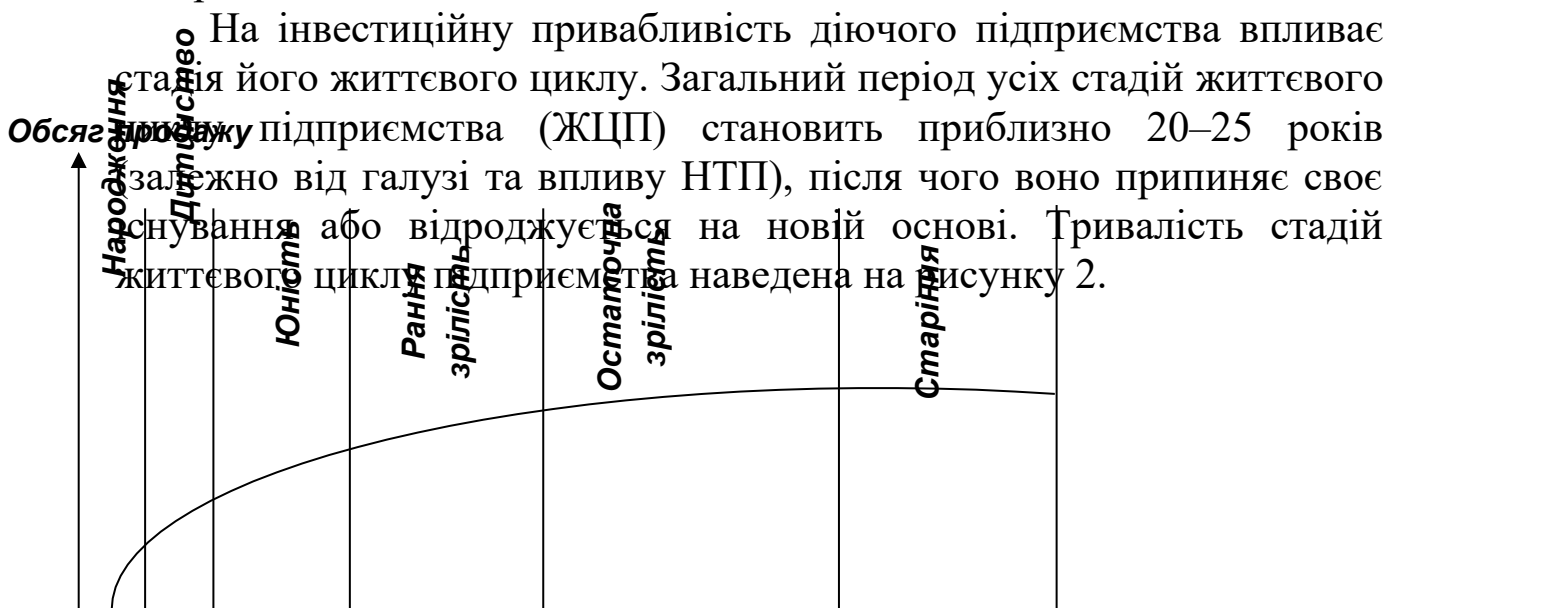 На інвестиційну привабливість діючого підприємства впливає
стадія його життєвого циклу. Загальний період усіх стадій життєвого
циклу підприємства (ЖЦП) становить приблизно 20–25 років
(залежно від галузі та впливу НТП), після чого воно припиняє своє
існування або відроджується на новій основі. Тривалість стадій
життєвого циклу підприємства наведена на рисунку 2.
Обсяг продажу
Народження
Дитинство
Юність
Рання
зрілість
Остаточна
зрілість
Старіння